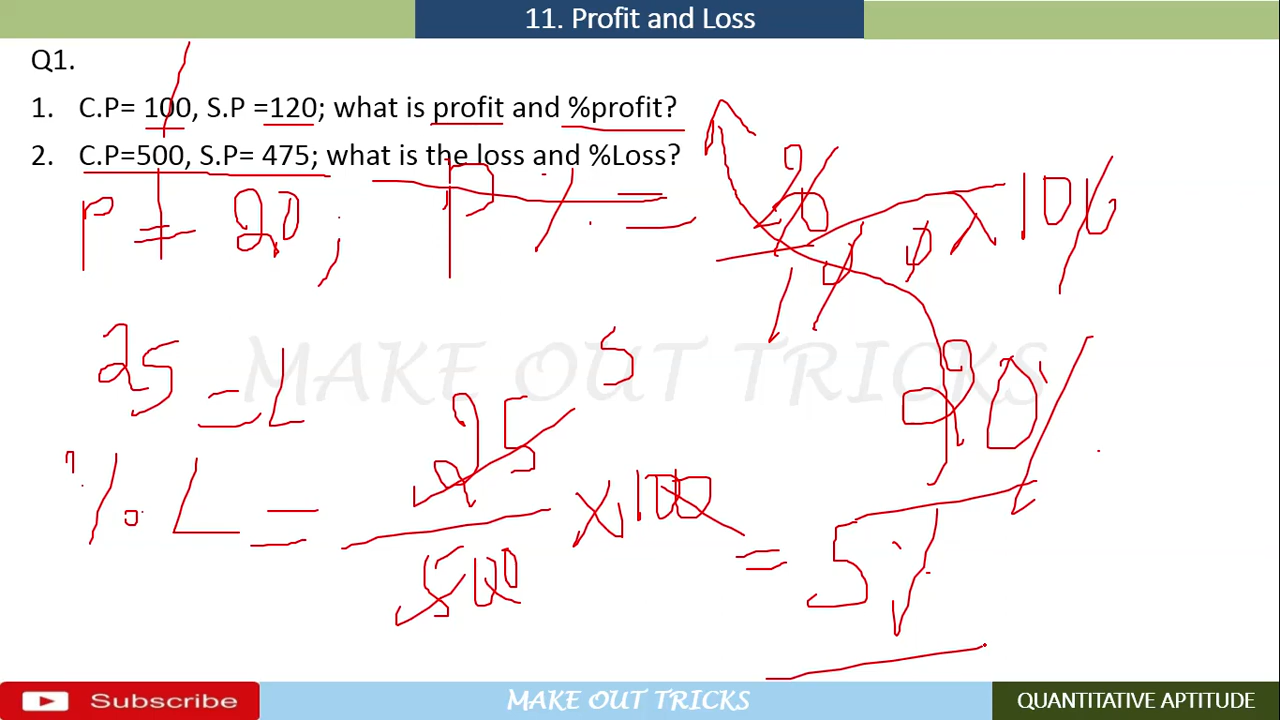 11. Profit and Loss
Q1.
1. C.P= 100, S.P =120; what is profit and %profit?
2. C.P=500, S.P= 475; what is the loss and %Loss?
P = 20 ; P % = 20 / 100 × 100
20%
25 = L
5
MAKE OUT TRICKS
% L = 25 / 500 × 100 = 5%
Subscribe
MAKE OUT TRICKS
QUANTITATIVE APTITUDE